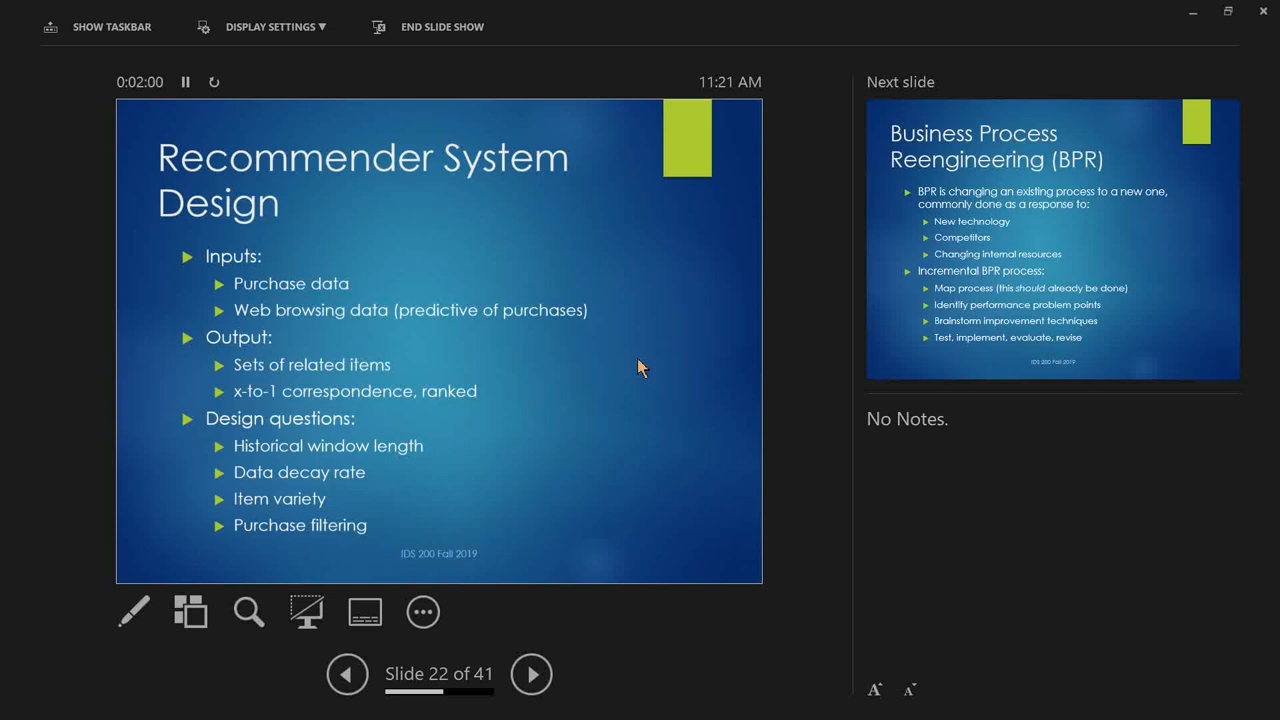 SHOW TASKBAR
DISPLAY SETTINGS ▼
END SLIDE SHOW
0:02:00
11:21 AM
Recommender System
Design
Inputs:
Purchase data
Web browsing data (predictive of purchases)
Output:
Sets of related items
x-to-1 correspondence, ranked
Design questions:
Historical window length
Data decay rate
Item variety
Purchase filtering
IDS 200 Fall 2019
Slide 22 of 41
Next slide
Business Process
Reengineering (BPR)
BPR is changing an existing process to a new one,
commonly done as a response to:
New technology
Competitors
Changing internal resources
Incremental BPR process:
Map process (this should already be done)
Identify performance problem points
Brainstorm improvement techniques
Test, implement, evaluate, revise
IDS 200 Fall 2019
No Notes.
A A